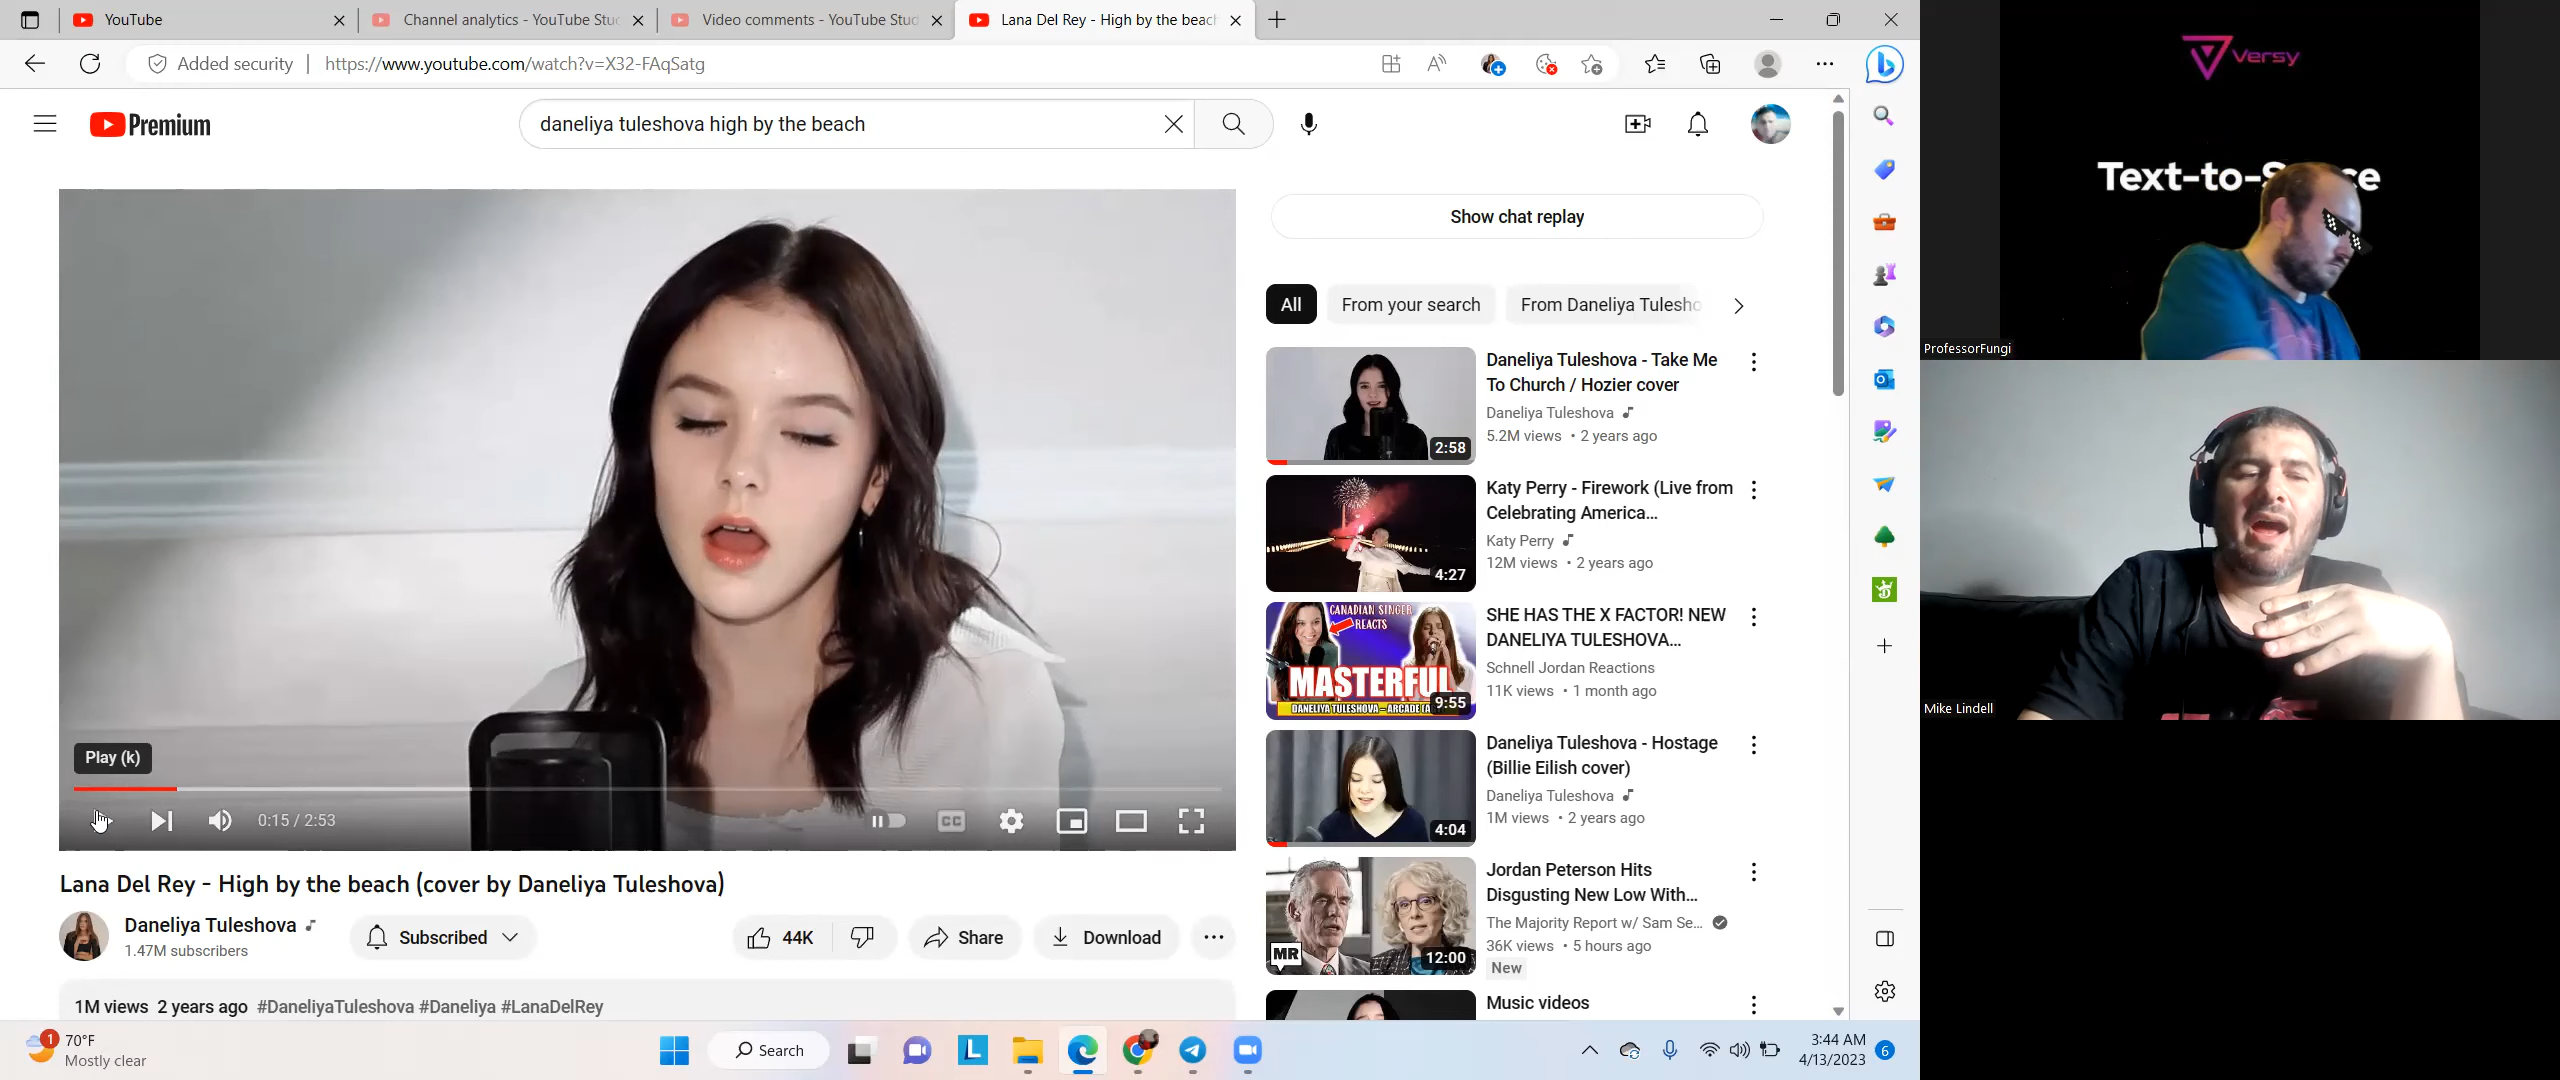 YouTube
Channel analytics - YouTube Stu
Video comments - YouTube Stud
Lana Del Rey - High by the beach
Added security
https://www.youtube.com/watch?v=X32-FAqSatg
Premium
daneliya tuleshova high by the beach
Show chat replay
All
From your search
From Daneliya Tulesho
Daneliya Tuleshova - Take Me
To Church / Hozier cover
Daneliya Tuleshova
5.2M views • 2 years ago
2:58
Katy Perry - Firework (Live from
Celebrating America...
Katy Perry
12M views • 2 years ago
4:27
CANADIAN SINGER
REACTS
MASTERFUL
9:55
SHE HAS THE X FACTOR! NEW
DANELIYA TULESHOVA...
Schnell Jordan Reactions
11K views • 1 month ago
Daneliya Tuleshova - Hostage
(Billie Eilish cover)
Daneliya Tuleshova
1M views • 2 years ago
4:04
Jordan Peterson Hits
Disgusting New Low With...
The Majority Report w/ Sam Se...
36K views • 5 hours ago
New
MR
12:00
Music videos
Play (k)
0:15 / 2:53
CC
Lana Del Rey - High by the beach (cover by Daneliya Tuleshova)
Daneliya Tuleshova
1.47M subscribers
Subscribed
44K
Share
Download
1M views 2 years ago #DaneliyaTuleshova #Daneliya #LanaDelRey
1
70°F
Mostly clear
Search
3:44 AM
4/13/2023
6
Versy
Text-to-S
ce
ProfessorFungi
Mike Lindell